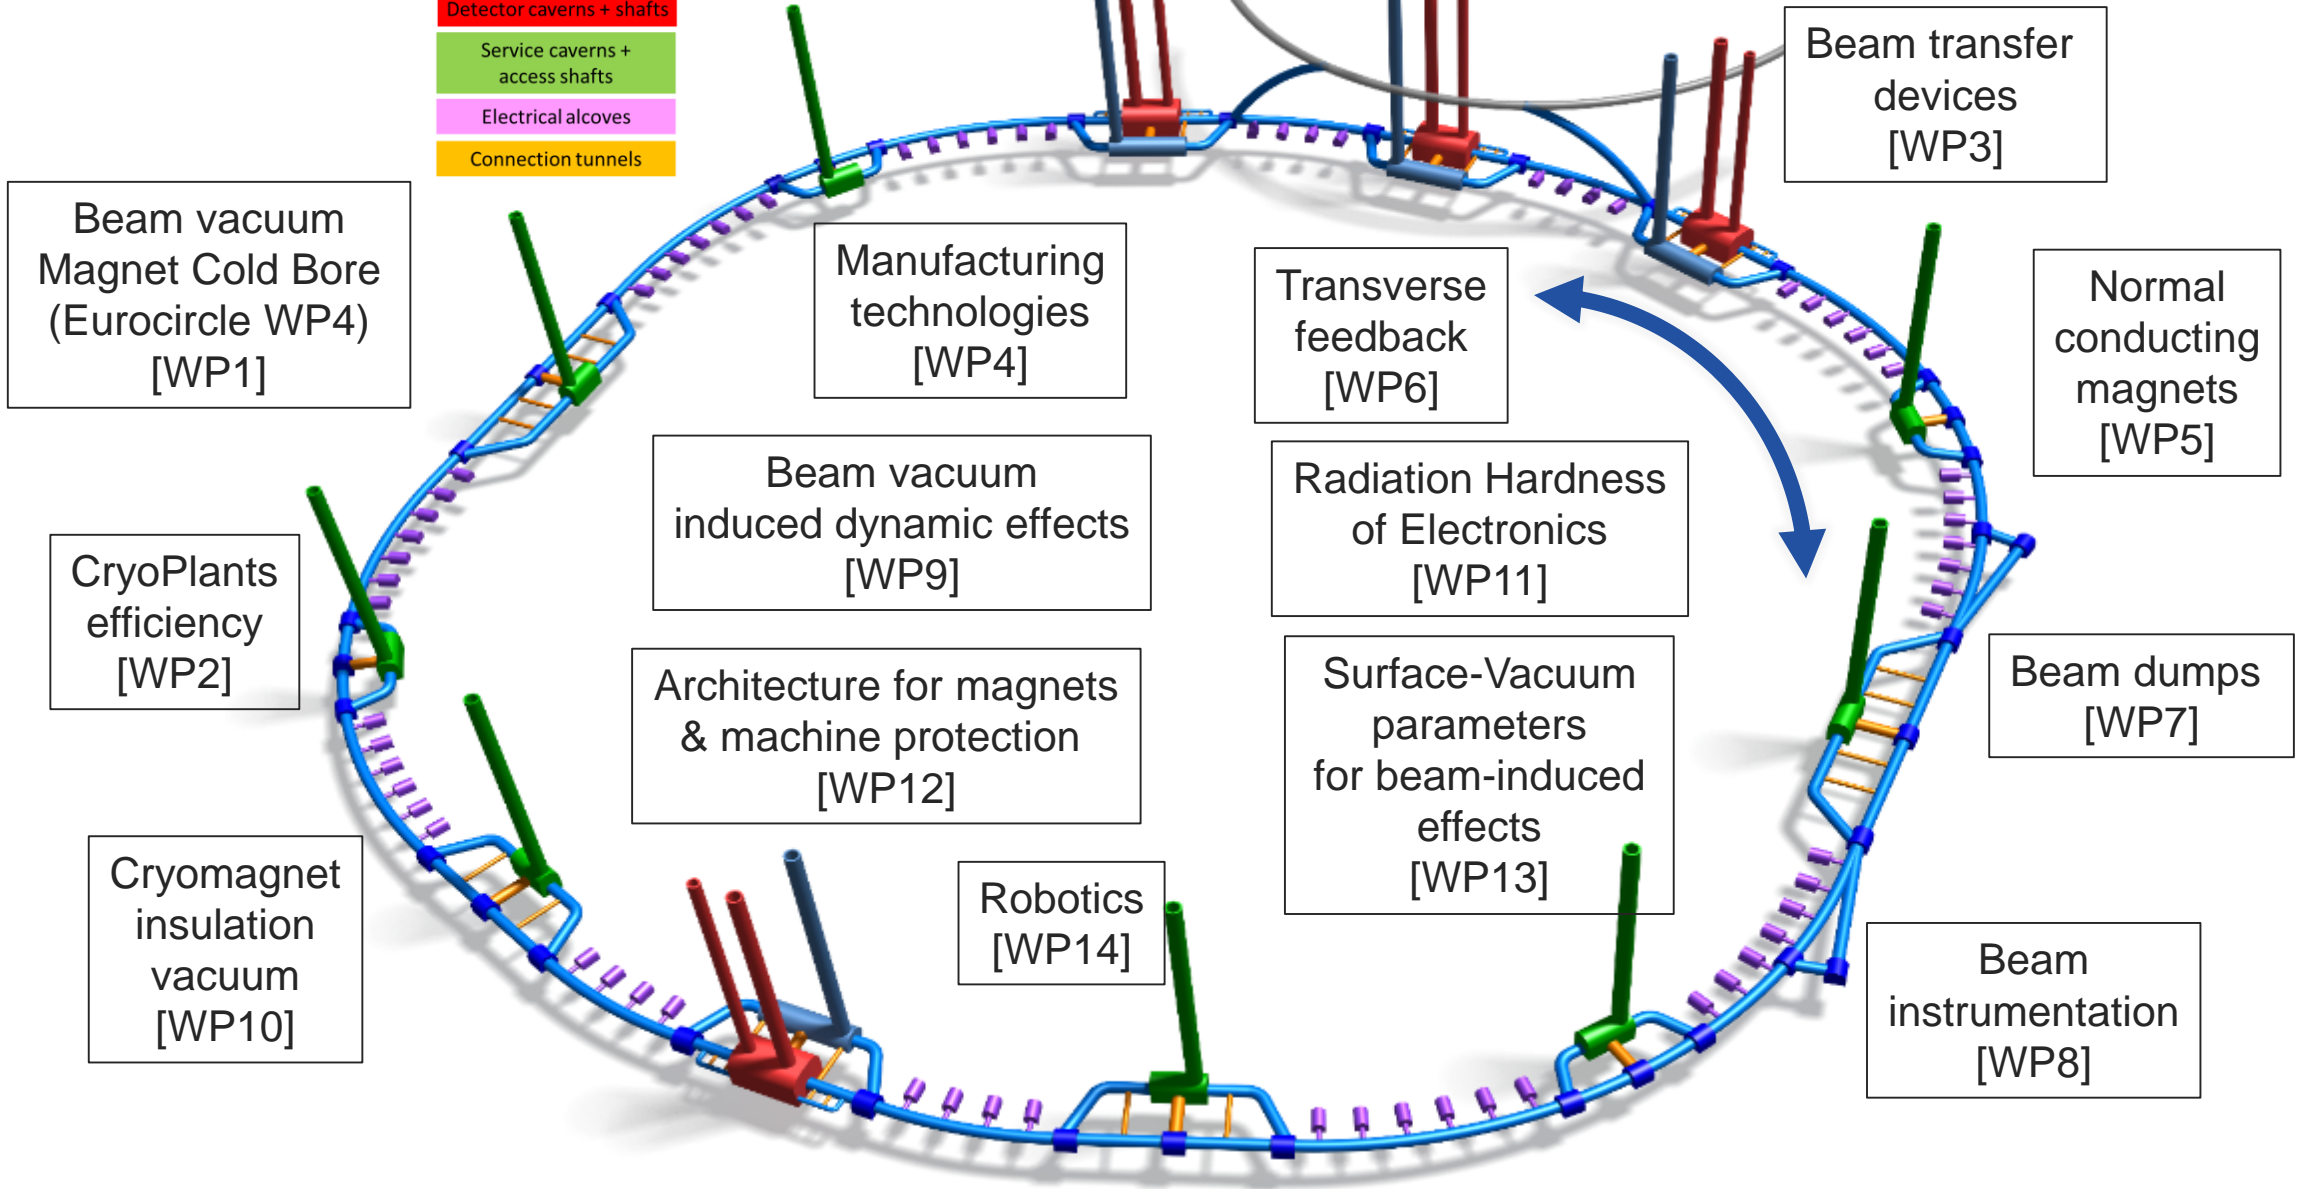 Detector caverns + shafts
Service caverns +
access shafts
Electrical alcoves
Connection tunnels
Beam transfer
devices
[WP3]
Beam vacuum
Magnet Cold Bore
(Eurocircle WP4)
[WP1]
Manufacturing
technologies
[WP4]
Transverse
feedback
[WP6]
Normal
conducting
magnets
[WP5]
Beam vacuum
induced dynamic effects
[WP9]
Radiation Hardness
of Electronics
[WP11]
CryoPlants
efficiency
[WP2]
Architecture for magnets
& machine protection
[WP12]
Surface-Vacuum
parameters
for beam-induced
effects
[WP13]
Beam dumps
[WP7]
Cryomagnet
insulation
vacuum
[WP10]
Robotics
[WP14]
Beam
instrumentation
[WP8]